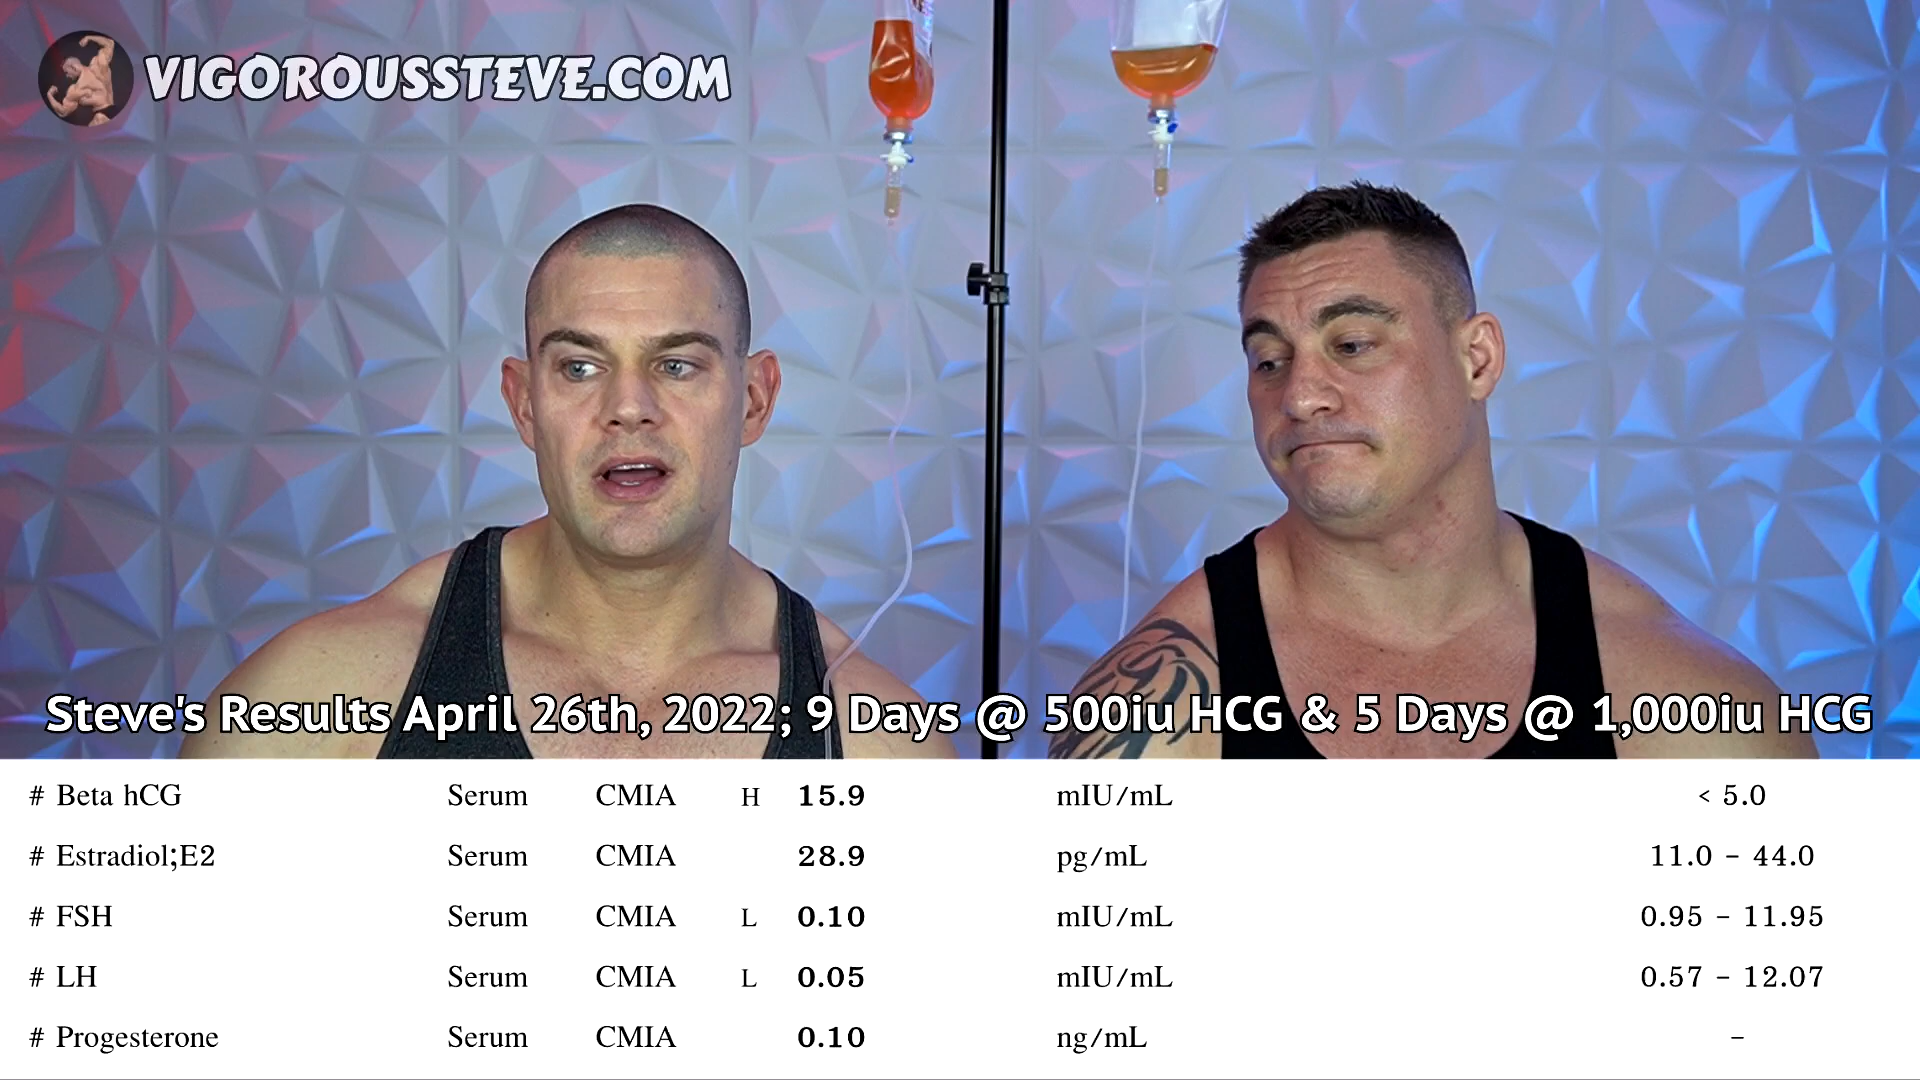 VIGOROUSSTEVE.COM
Steve's Results April 26th, 2022; 9 Days @ 500iu HCG & 5 Days @ 1,000iu HCG
# Beta hCG Serum CMIA H 15.9 mIU/mL < 5.0
# Estradiol;E2 Serum CMIA 28.9 pg/mL 11.0 - 44.0
# FSH Serum CMIA L 0.10 mIU/mL 0.95 - 11.95
# LH Serum CMIA L 0.05 mIU/mL 0.57 - 12.07
# Progesterone Serum CMIA 0.10 ng/mL -